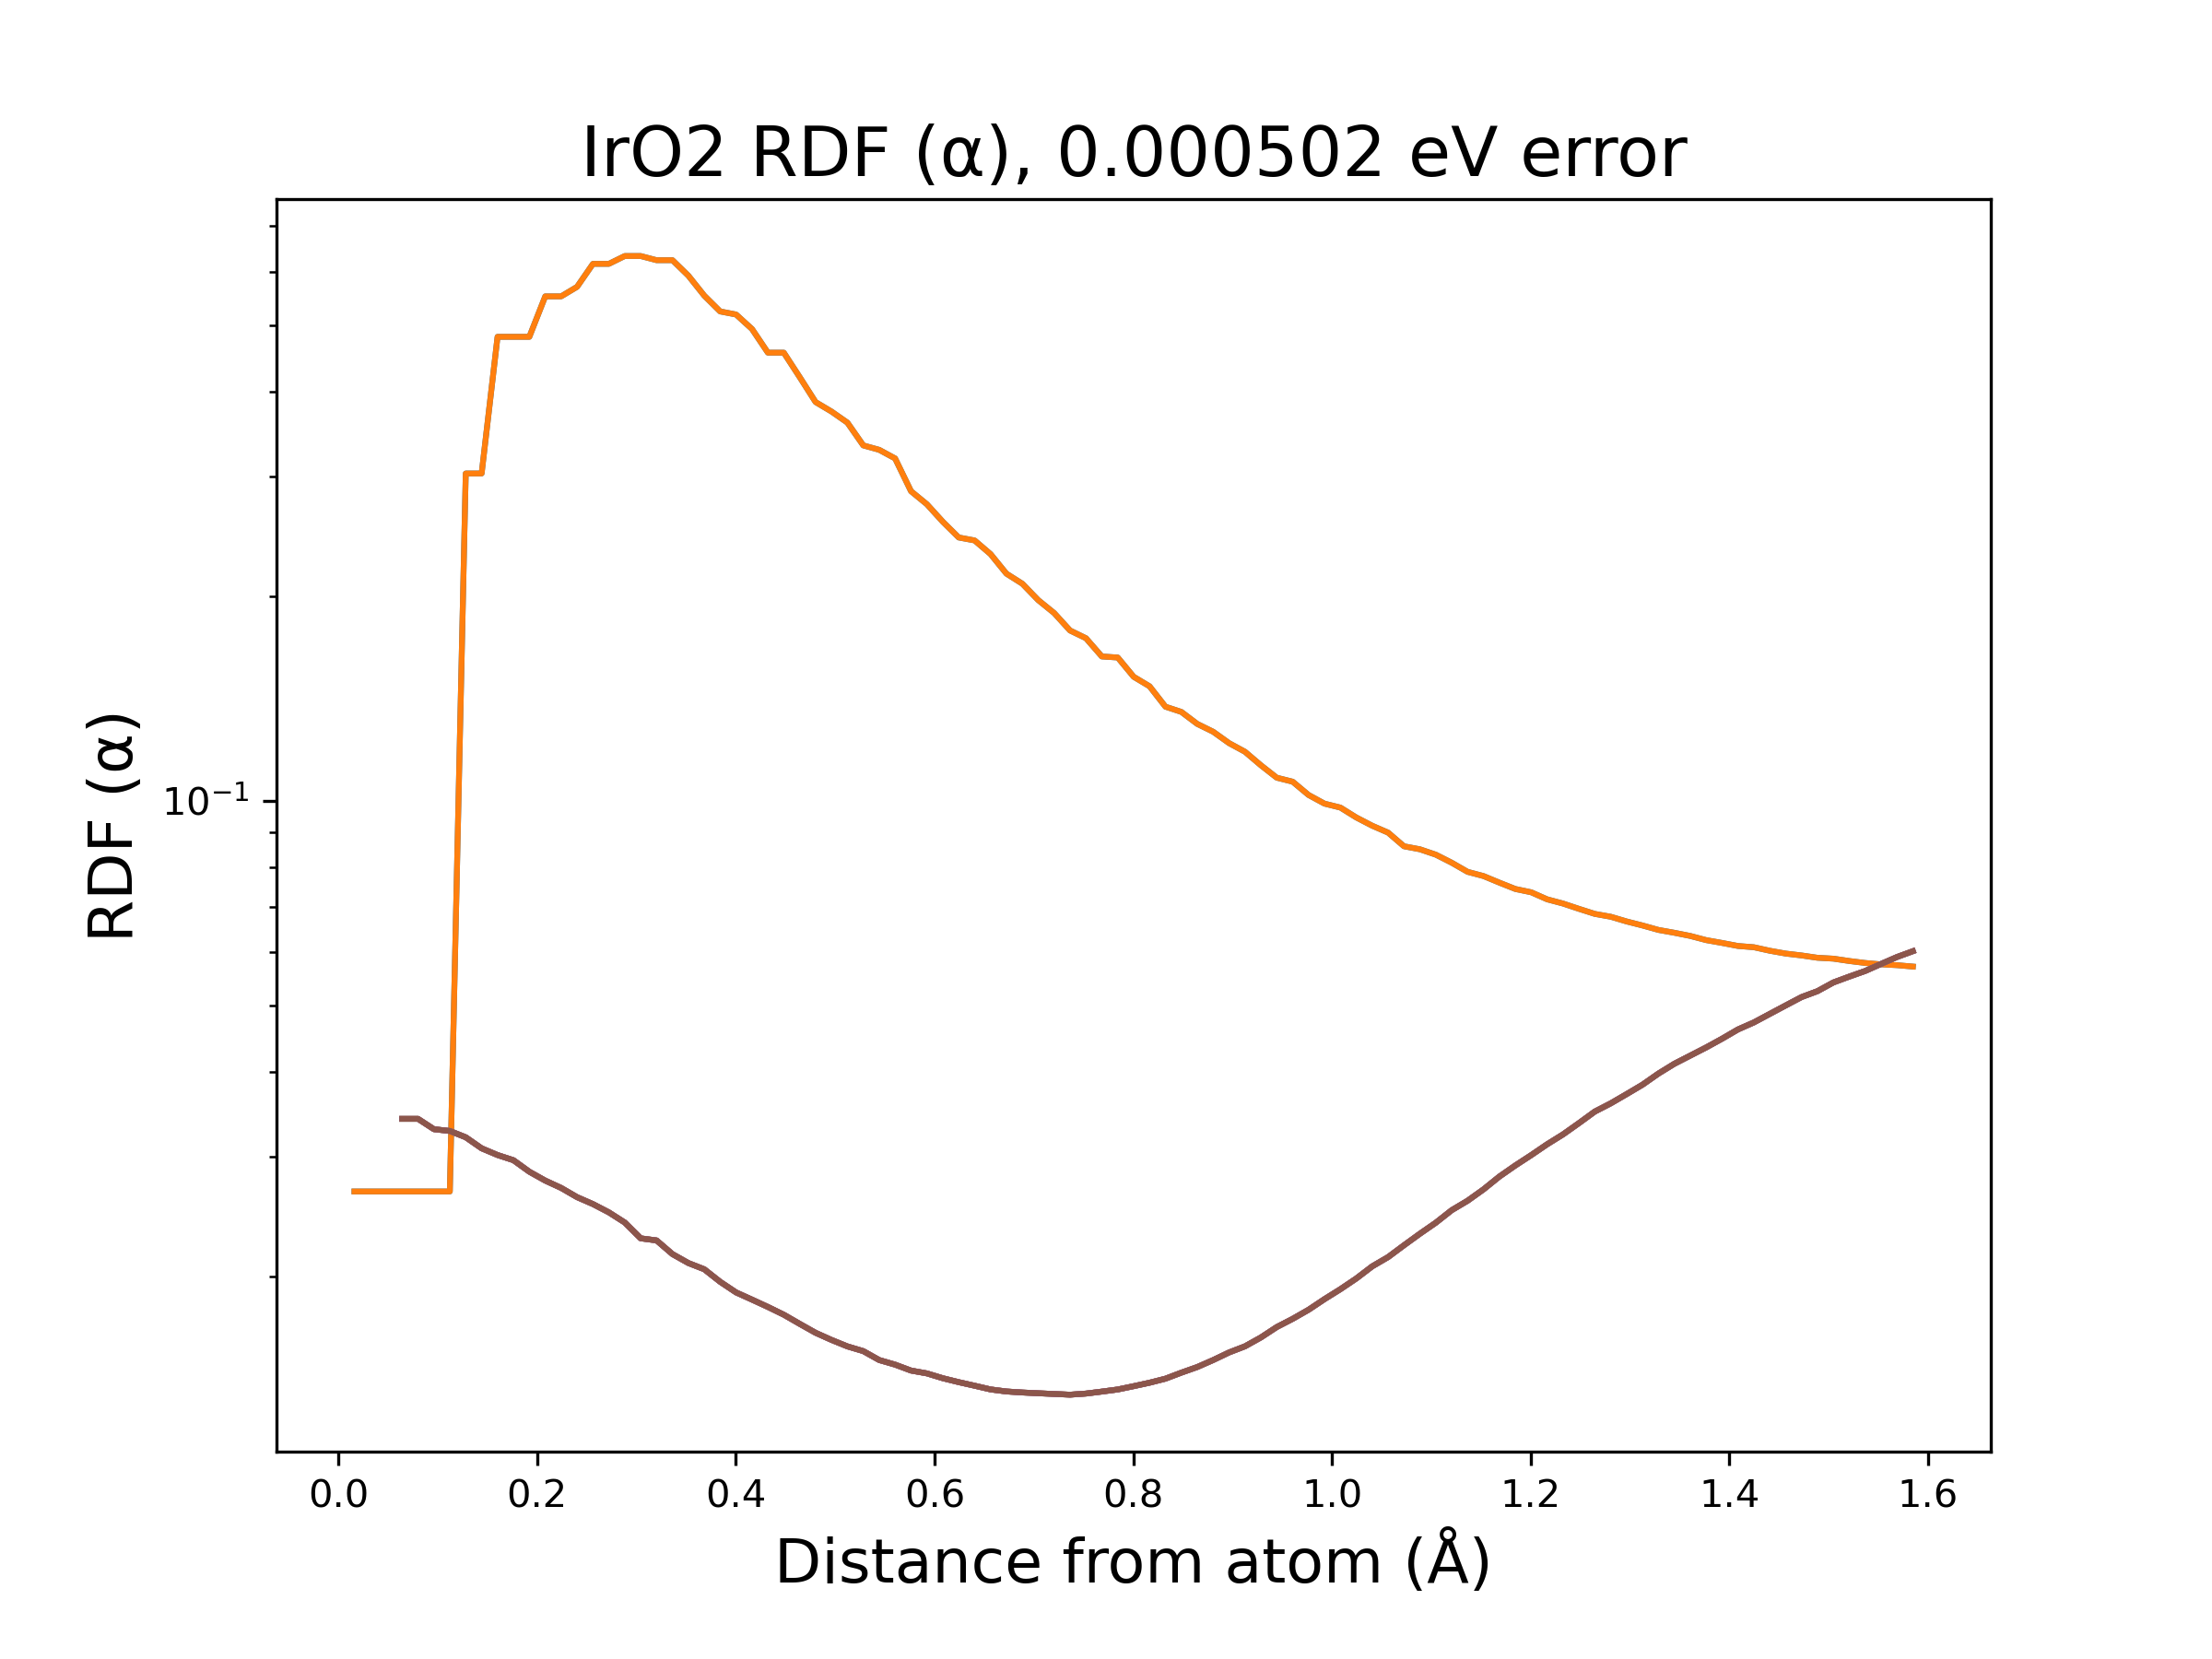 IrO2 RDF (α), 0.000502 eV error
RDF (α)
10⁻¹
0.0 0.2 0.4 0.6 0.8 1.0 1.2 1.4 1.6
Distance from atom (Å)